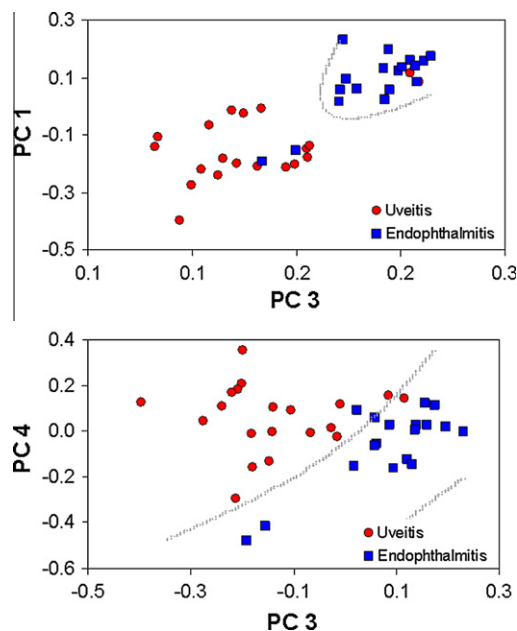 0.3
0.1
-0.1
-0.3
-0.5
PC 1
Uveitis
Endophthalmitis
0.1 0.1 0.2 0.2 0.3
PC 3
0.4
0.2
0.0
-0.2
-0.4
-0.6
PC 4
Uveitis
Endophthalmitis
-0.5 -0.3 -0.1 0.1 0.3
PC 3